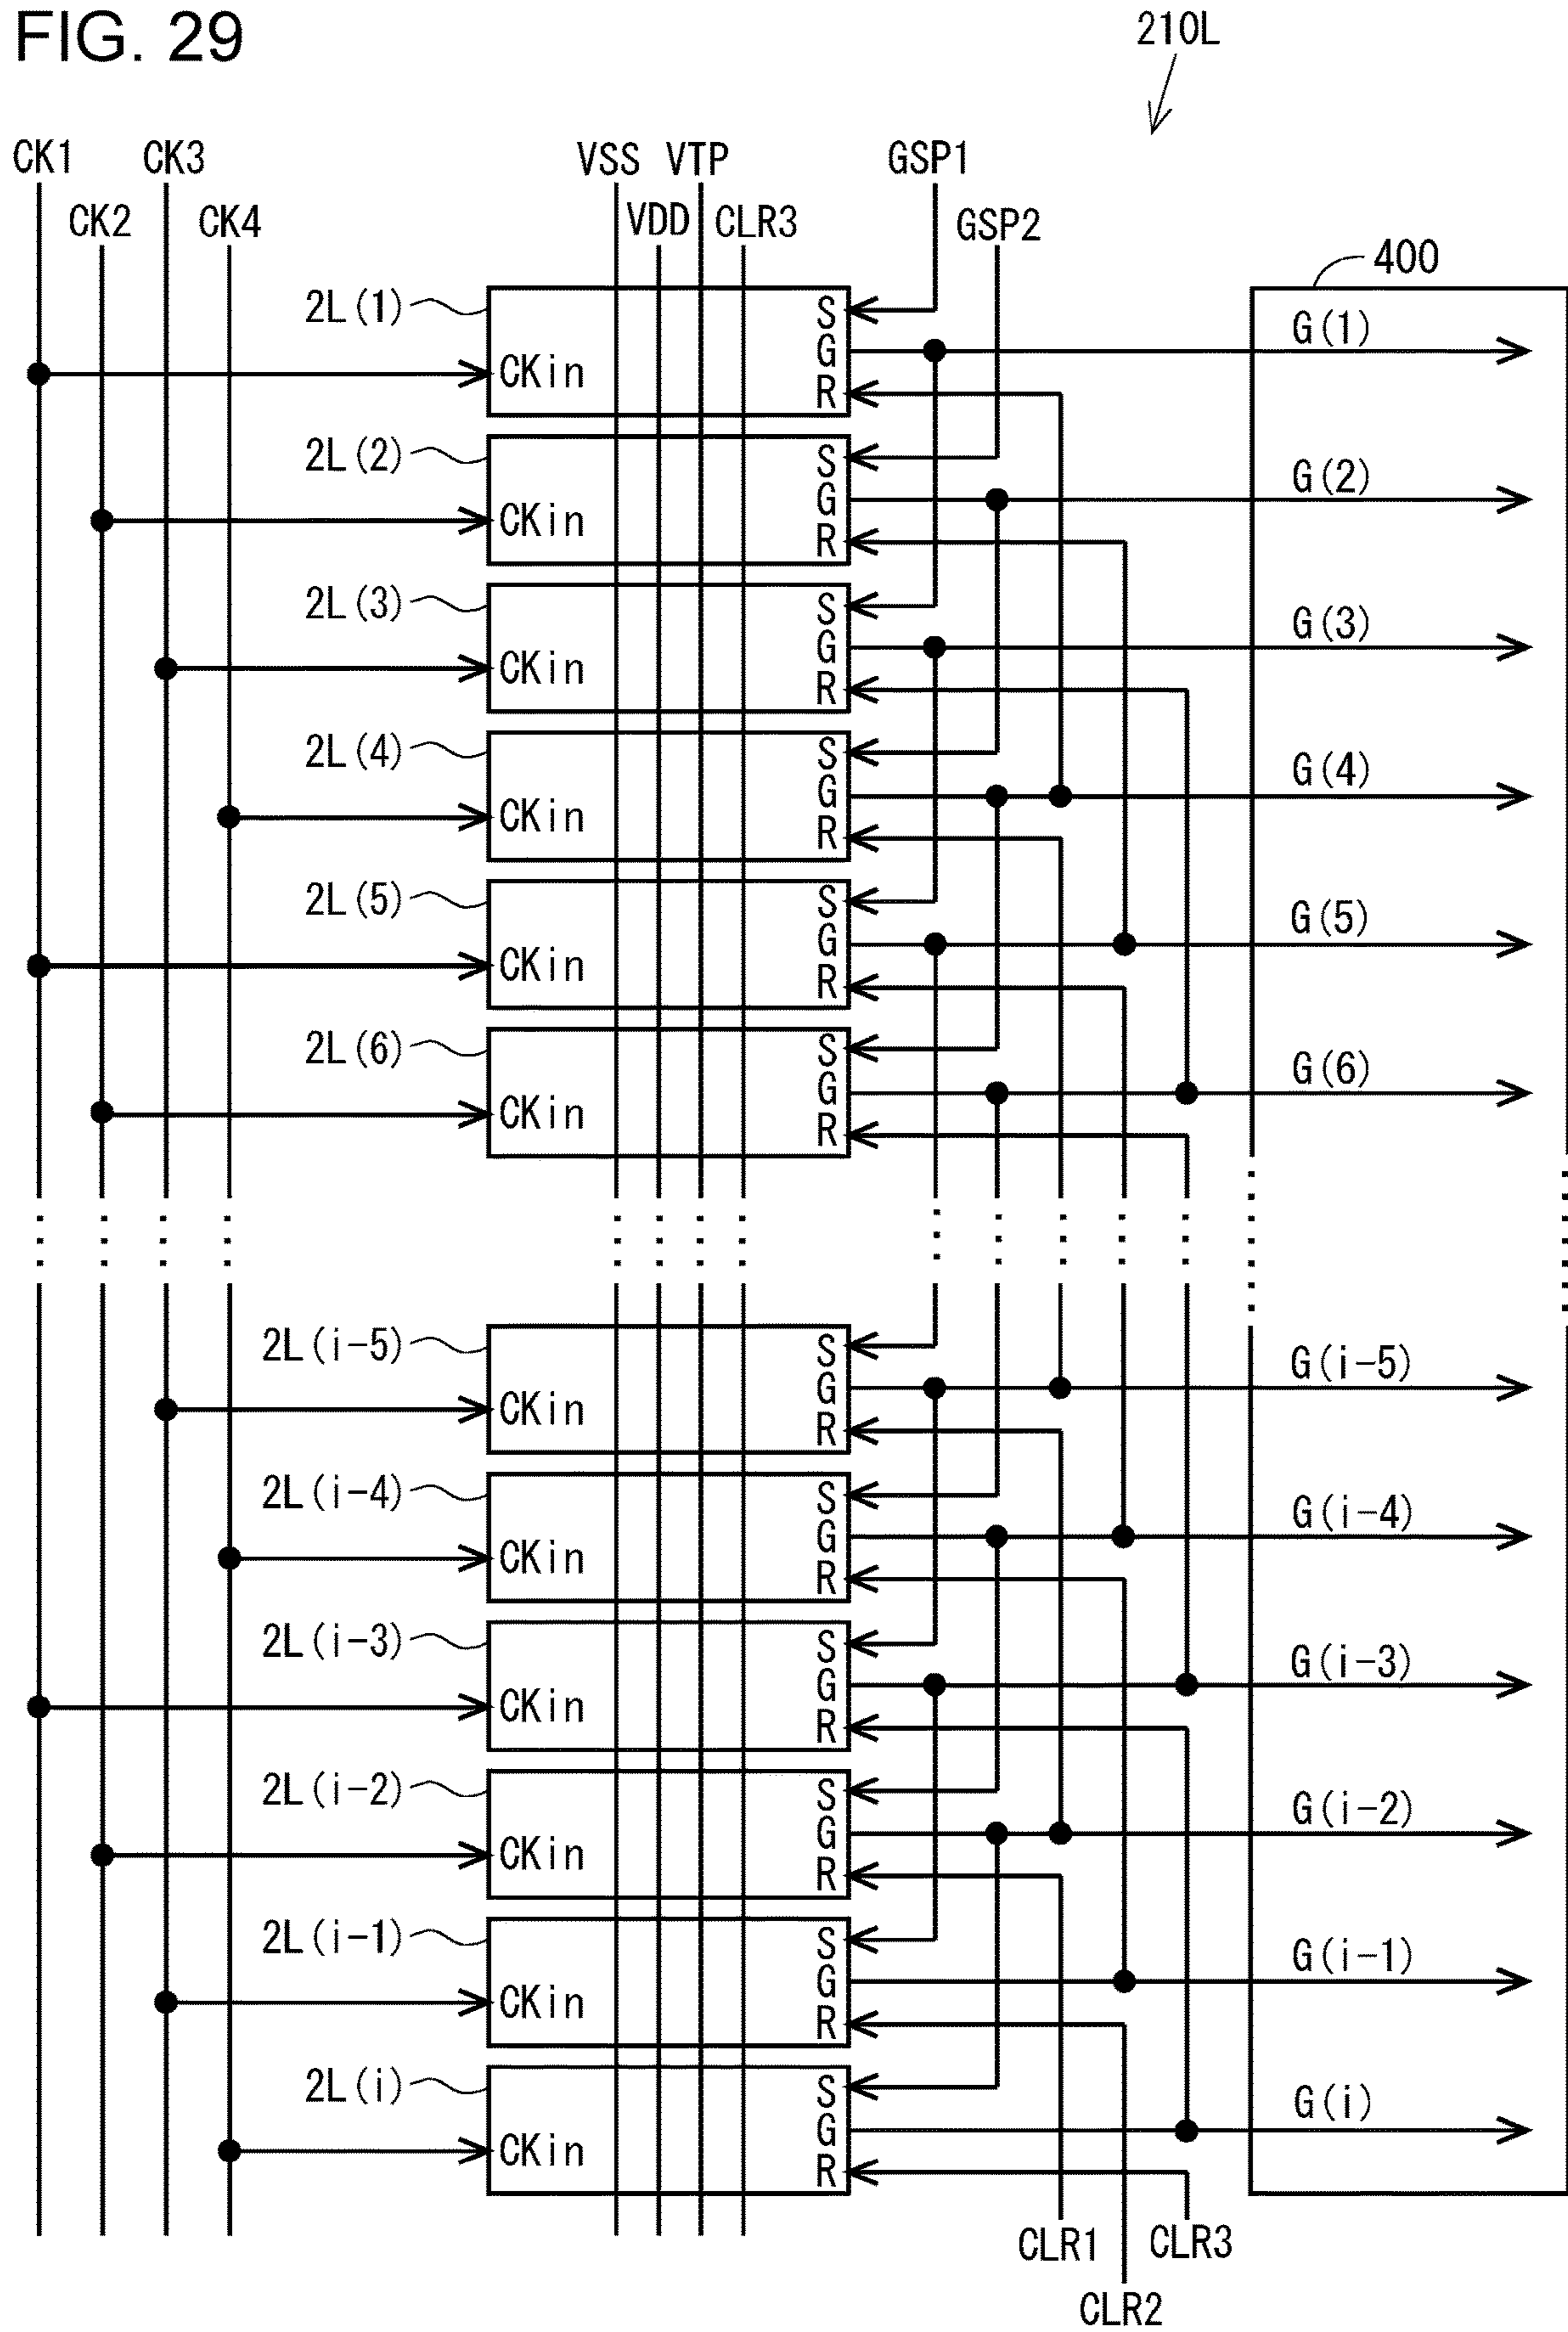 FIG. 29
210L
CK1 CK3 VSS VTP GSP1
CK2 CK4 VDD CLR3 GSP2
400
2L(1) CKin S G R G(1)
2L(2) CKin S G R G(2)
2L(3) CKin S G R G(3)
2L(4) CKin S G R G(4)
2L(5) CKin S G R G(5)
2L(6) CKin S G R G(6)
2L(i-5) CKin S G R G(i-5)
2L(i-4) CKin S G R G(i-4)
2L(i-3) CKin S G R G(i-3)
2L(i-2) CKin S G R G(i-2)
2L(i-1) CKin S G R G(i-1)
2L(i) CKin S G R G(i)
CLR1 CLR3
CLR2